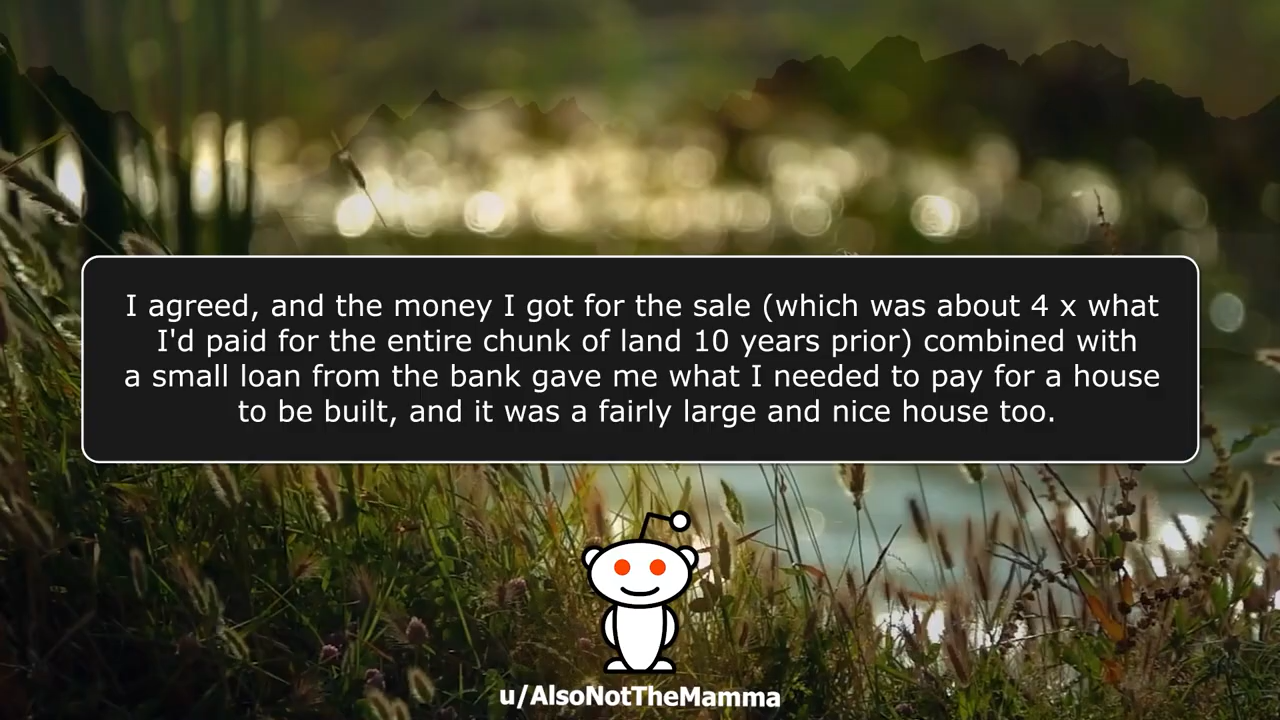 I agreed, and the money I got for the sale (which was about 4 x what
I'd paid for the entire chunk of land 10 years prior) combined with
a small loan from the bank gave me what I needed to pay for a house
to be built, and it was a fairly large and nice house too.
u/AlsoNotTheMamma